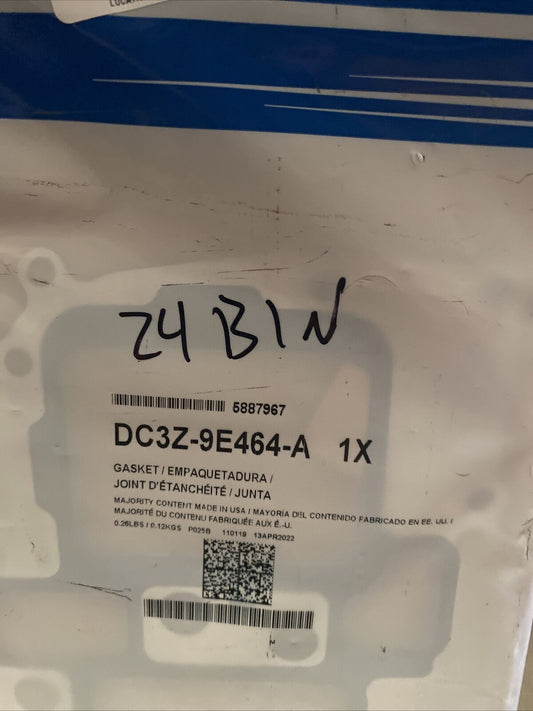 24 BIN
5887967
DC3Z-9E464-A 1X
GASKET / EMPAQUETADURA /
JOINT D'ÉTANCHÉITÉ / JUNTA
MAJORITY CONTENT MADE IN USA / MAYORIA DEL CONTENIDO FABRICADO EN EE. UU. /
MAJORITÉ DU CONTENU FABRIQUÉE AUX É.-U.
0.26LBS / 0.12KGS P025B 110119 13APR2022